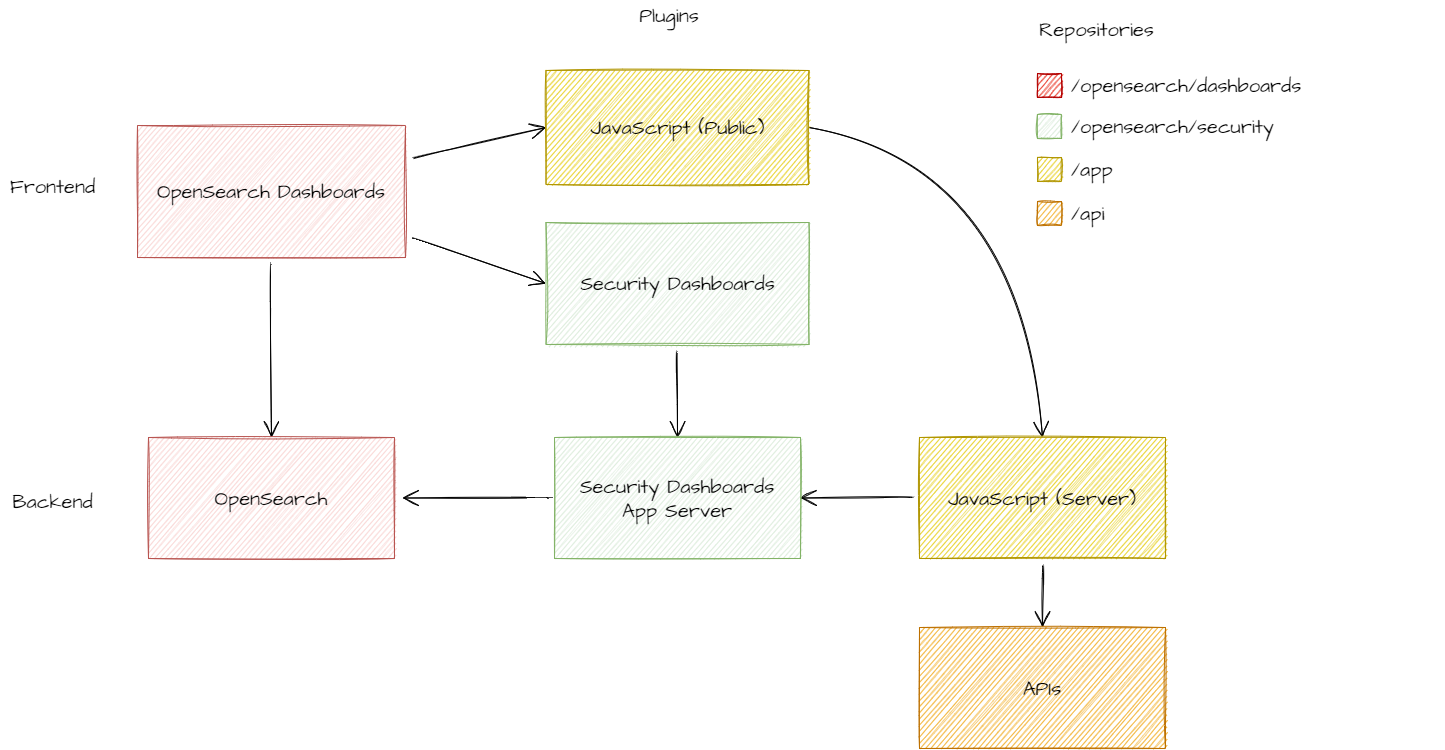 Plugins
Repositories
/opensearch/dashboards
/opensearch/security
/app
/api
Frontend
OpenSearch Dashboards
JavaScript (Public)
Security Dashboards
Backend
OpenSearch
Security Dashboards
App Server
JavaScript (Server)
APIs